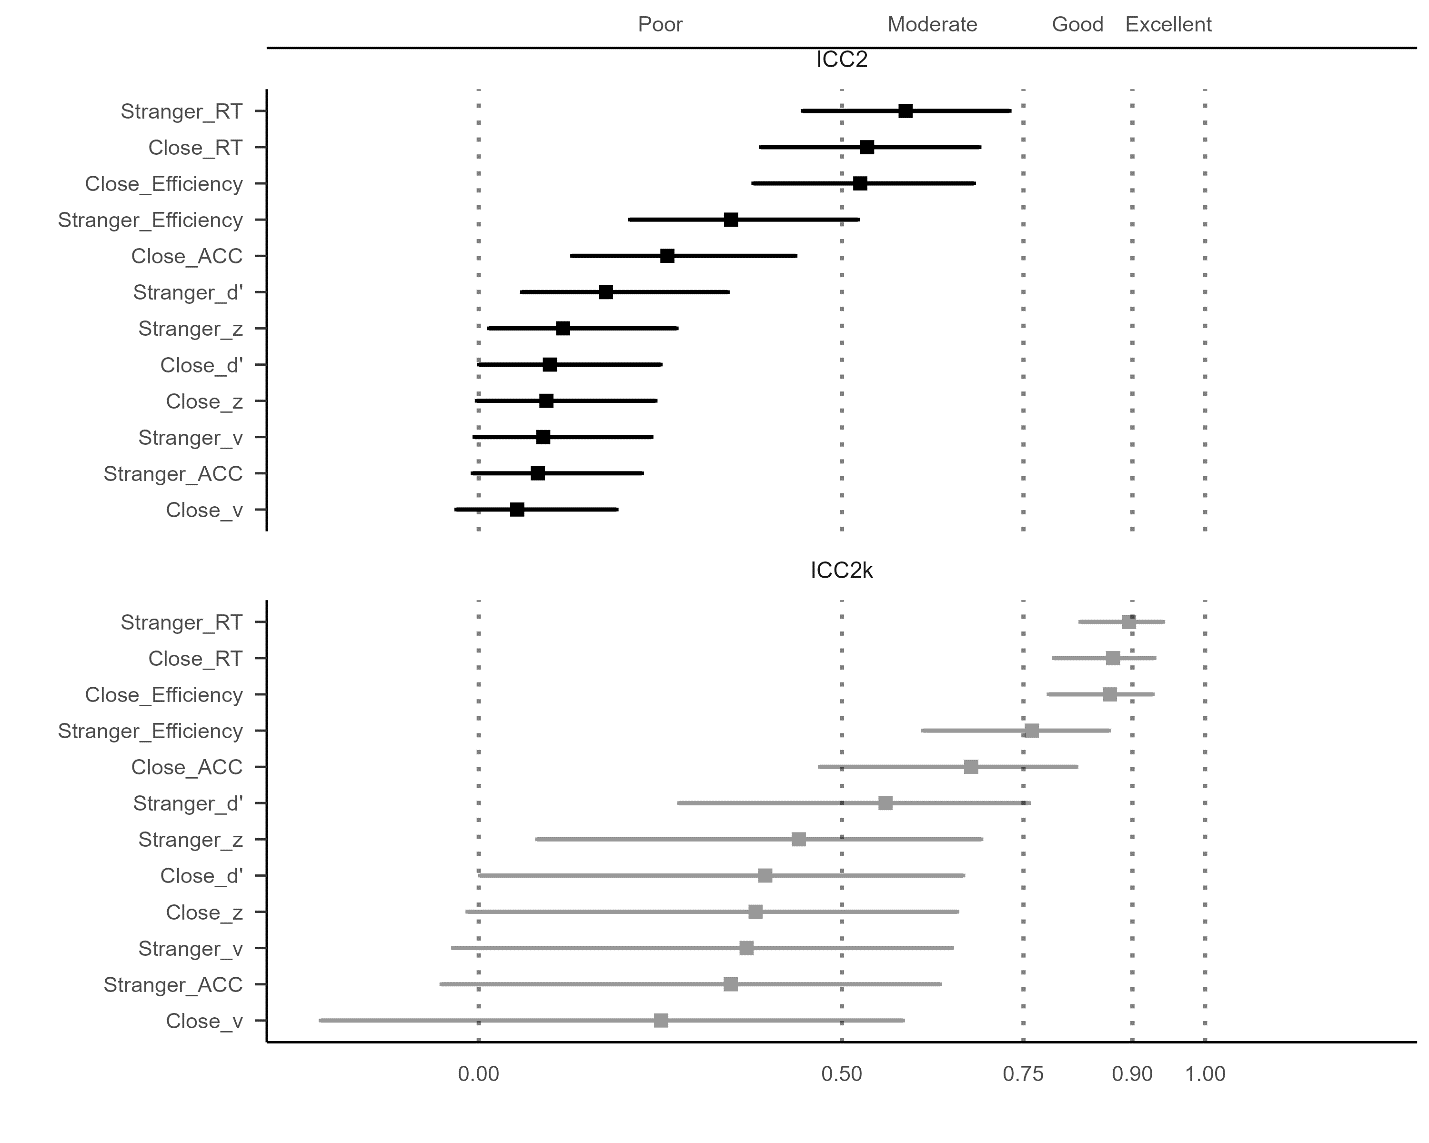 Poor Moderate Good Excellent
ICC2
Stranger_RT
Close_RT
Close_Efficiency
Stranger_Efficiency
Close_ACC
Stranger_d'
Stranger_z
Close_d'
Close_z
Stranger_v
Stranger_ACC
Close_v
ICC2k
Stranger_RT
Close_RT
Close_Efficiency
Stranger_Efficiency
Close_ACC
Stranger_d'
Stranger_z
Close_d'
Close_z
Stranger_v
Stranger_ACC
Close_v
0.00 0.50 0.75 0.90 1.00